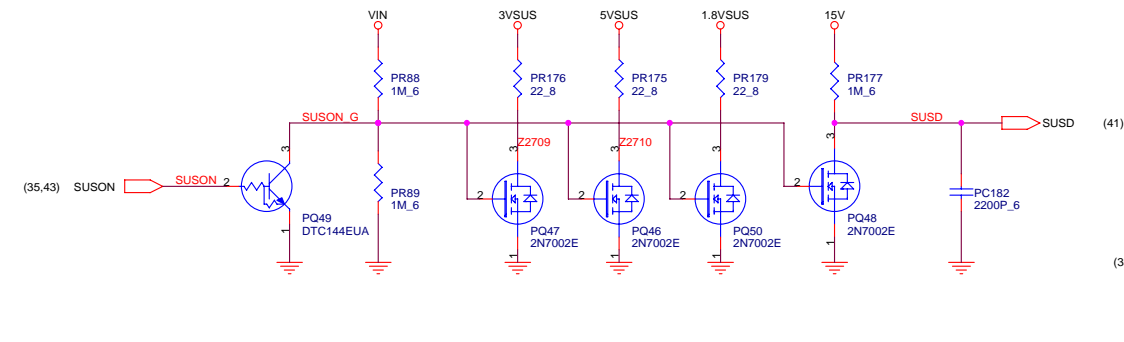 VIN
3VSUS
5VSUS
1.8VSUS
15V
PR88
1M_6
PR176
22_8
PR175
22_8
PR179
22_8
PR177
1M_6
SUSON_G
SUSD
SUSD
(41)
3
Z2709
3
Z2710
3
3
3
(35,43)
SUSON
SUSON
2
PR89
1M_6
2
2
2
2
PC182
2200P_6
PQ49
DTC144EUA
PQ47
2N7002E
PQ46
2N7002E
PQ50
2N7002E
PQ48
2N7002E
1
1
1
1
1
(3